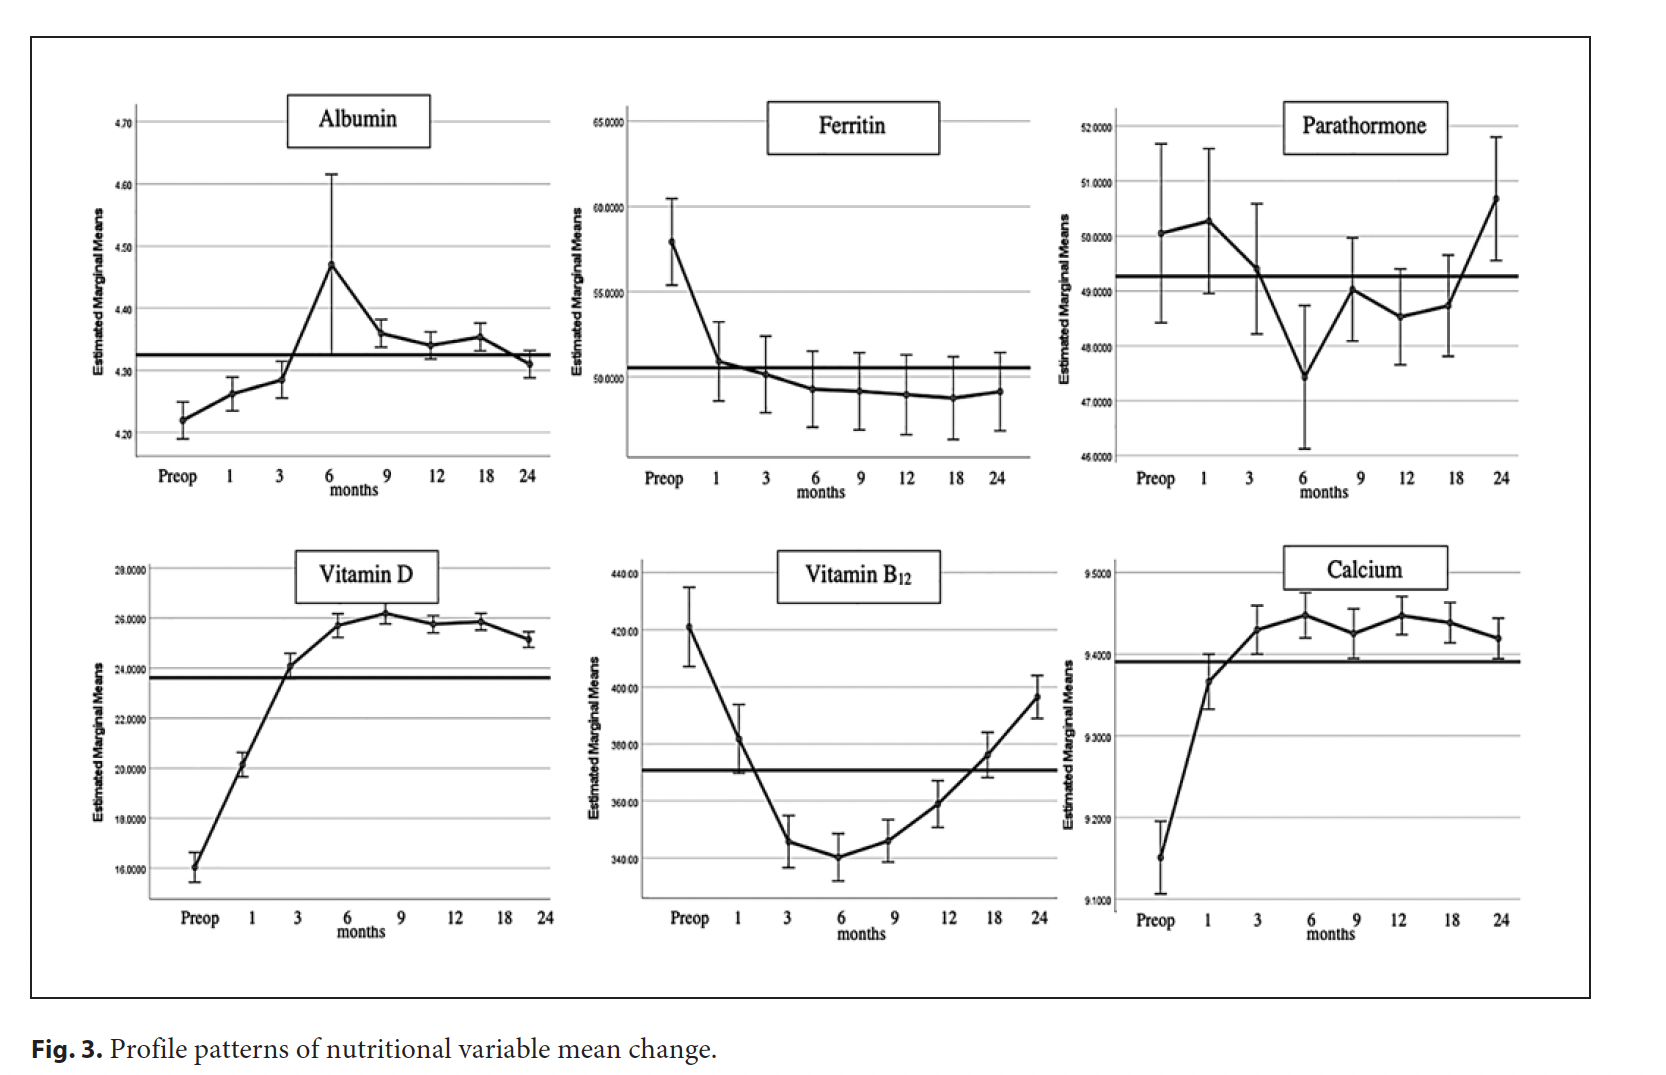 Albumin
4.70
4.60
4.50
4.40
4.30
4.20
Estimated Marginal Means
Preop 1 3 6 9 12 18 24
months
Ferritin
65.0000
60.0000
55.0000
50.0000
Estimated Marginal Means
Preop 1 3 6 9 12 18 24
months
Parathormone
52.0000
51.0000
50.0000
49.0000
48.0000
47.0000
46.0000
Estimated Marginal Means
Preop 1 3 6 9 12 18 24
months
Vitamin D
28.0000
26.0000
24.0000
22.0000
20.0000
18.0000
16.0000
Estimated Marginal Means
Preop 1 3 6 9 12 18 24
months
Vitamin B12
440.00
420.00
400.00
380.00
360.00
340.00
Estimated Marginal Means
Preop 1 3 6 9 12 18 24
months
Calcium
9.5000
9.4000
9.3000
9.2000
9.1000
Estimated Marginal Means
Preop 1 3 6 9 12 18 24
months
Fig. 3. Profile patterns of nutritional variable mean change.